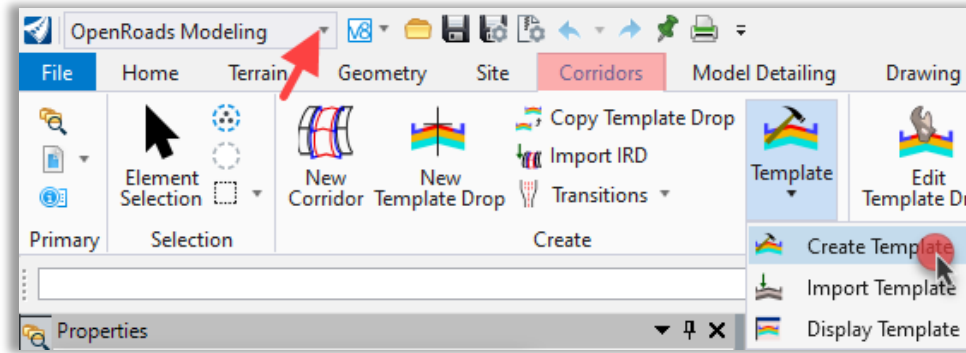 OpenRoads Modeling V8
File Home Terrain Geometry Site Corridors Model Detailing Drawing
Copy Template Drop
Import IRD
Transitions
Element Selection
New Corridor
New Template Drop
Template
Edit
Template Dr
Primary Selection Create
Create Template
Import Template
Display Template
Properties